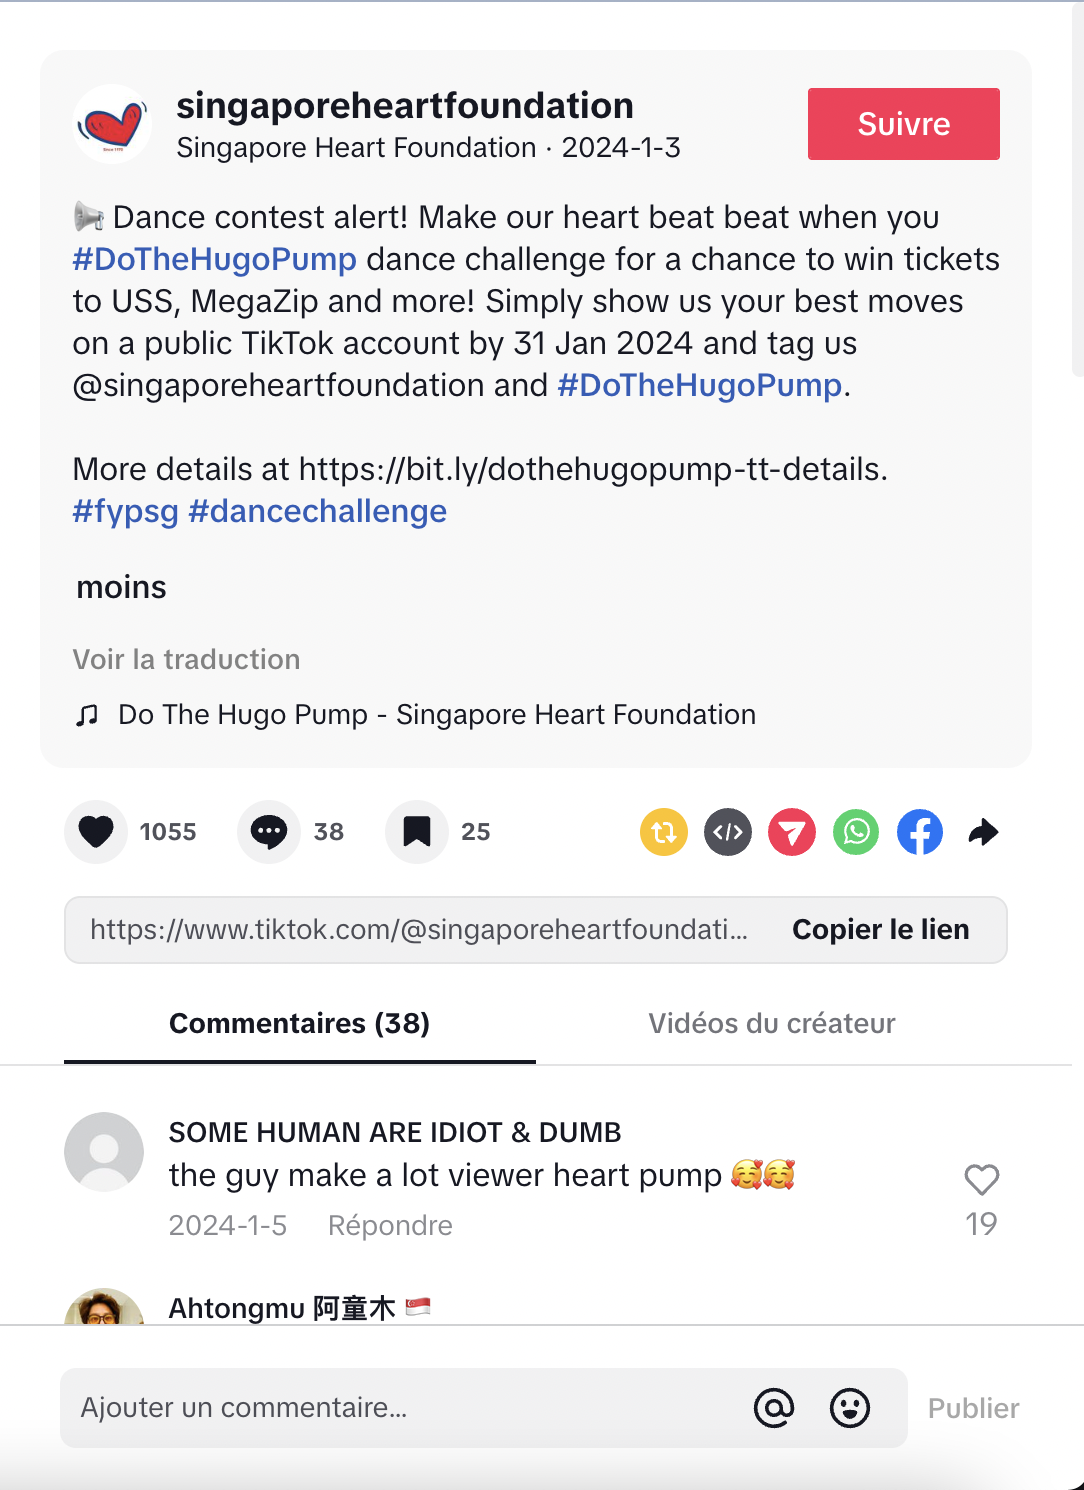 singaporeheartfoundation
Singapore Heart Foundation · 2024-1-3
Suivre
📢 Dance contest alert! Make our heart beat beat when you
#DoTheHugoPump dance challenge for a chance to win tickets
to USS, MegaZip and more! Simply show us your best moves
on a public TikTok account by 31 Jan 2024 and tag us
@singaporeheartfoundation and #DoTheHugoPump.
More details at https://bit.ly/dothehugopump-tt-details.
#fypsg #dancechallenge
moins
Voir la traduction
Do The Hugo Pump - Singapore Heart Foundation
1055
38
25
https://www.tiktok.com/@singaporeheartfoundati...
Copier le lien
Commentaires (38)
Vidéos du créateur
SOME HUMAN ARE IDIOT & DUMB
the guy make a lot viewer heart pump 🥰🥰
2024-1-5 Répondre
19
Ahtongmu 阿童木 🇸🇬
Ajouter un commentaire...
Publier